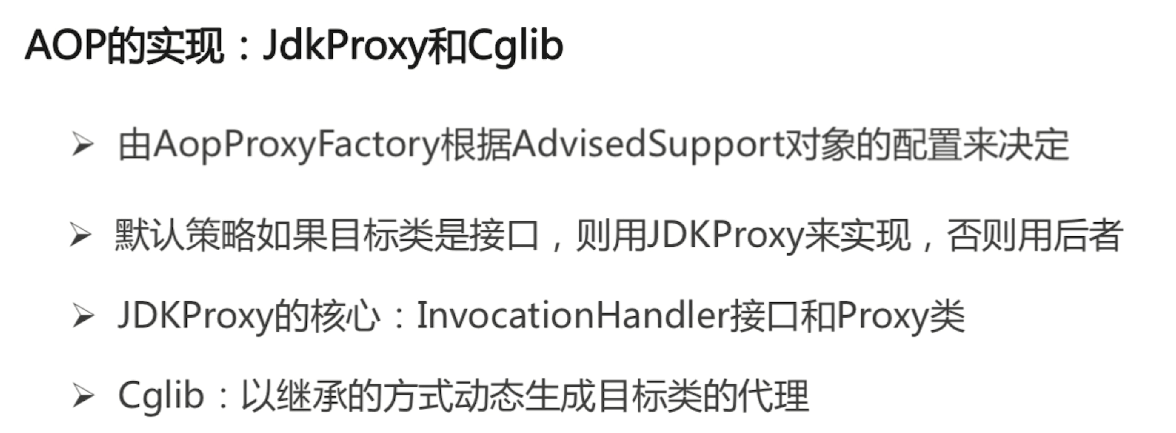 AOP的实现：JdkProxy和Cglib
➢ 由AopProxyFactory根据AdvisedSupport对象的配置来决定
➢ 默认策略如果目标类是接口，则用JDKProxy来实现，否则用后者
➢ JDKProxy的核心：InvocationHandler接口和Proxy类
➢ Cglib：以继承的方式动态生成目标类的代理